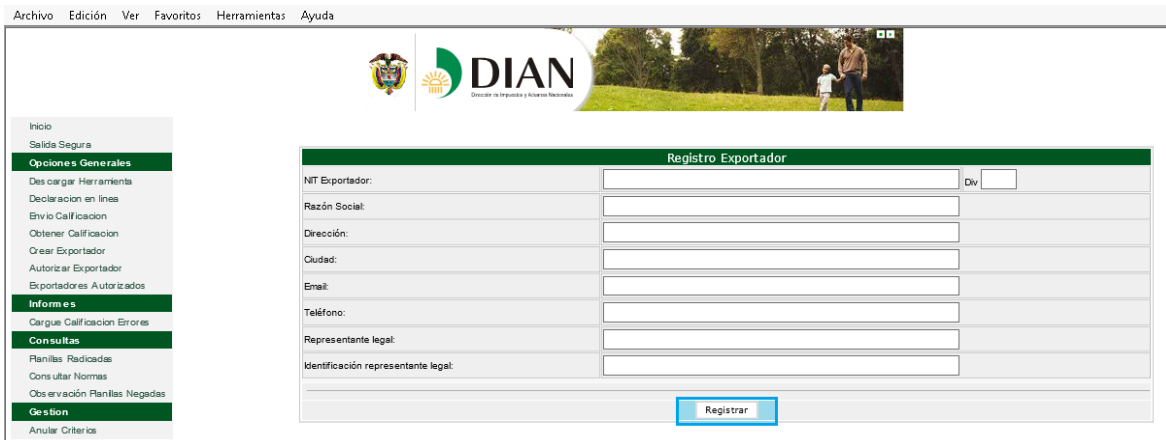 Archivo Edición Ver Favoritos Herramientas Ayuda
DIAN
Dirección de Impuestos y Aduanas Nacionales
Inicio
Salida Segura
Opciones Generales
Descargar Herramienta
Declaracion en linea
Envio Calificacion
Obtener Calificacion
Crear Exportador
Autorizar Exportador
Exportadores Autorizados
Informes
Cargue Calificacion Errores
Consultas
Planillas Radicadas
Consultar Normas
Observación Planillas Negadas
Gestion
Anular Criterios
Registro Exportador
NIT Exportador: Div
Razón Social:
Dirección:
Ciudad:
Email:
Teléfono:
Representante legal:
Identificación representante legal:
Registrar